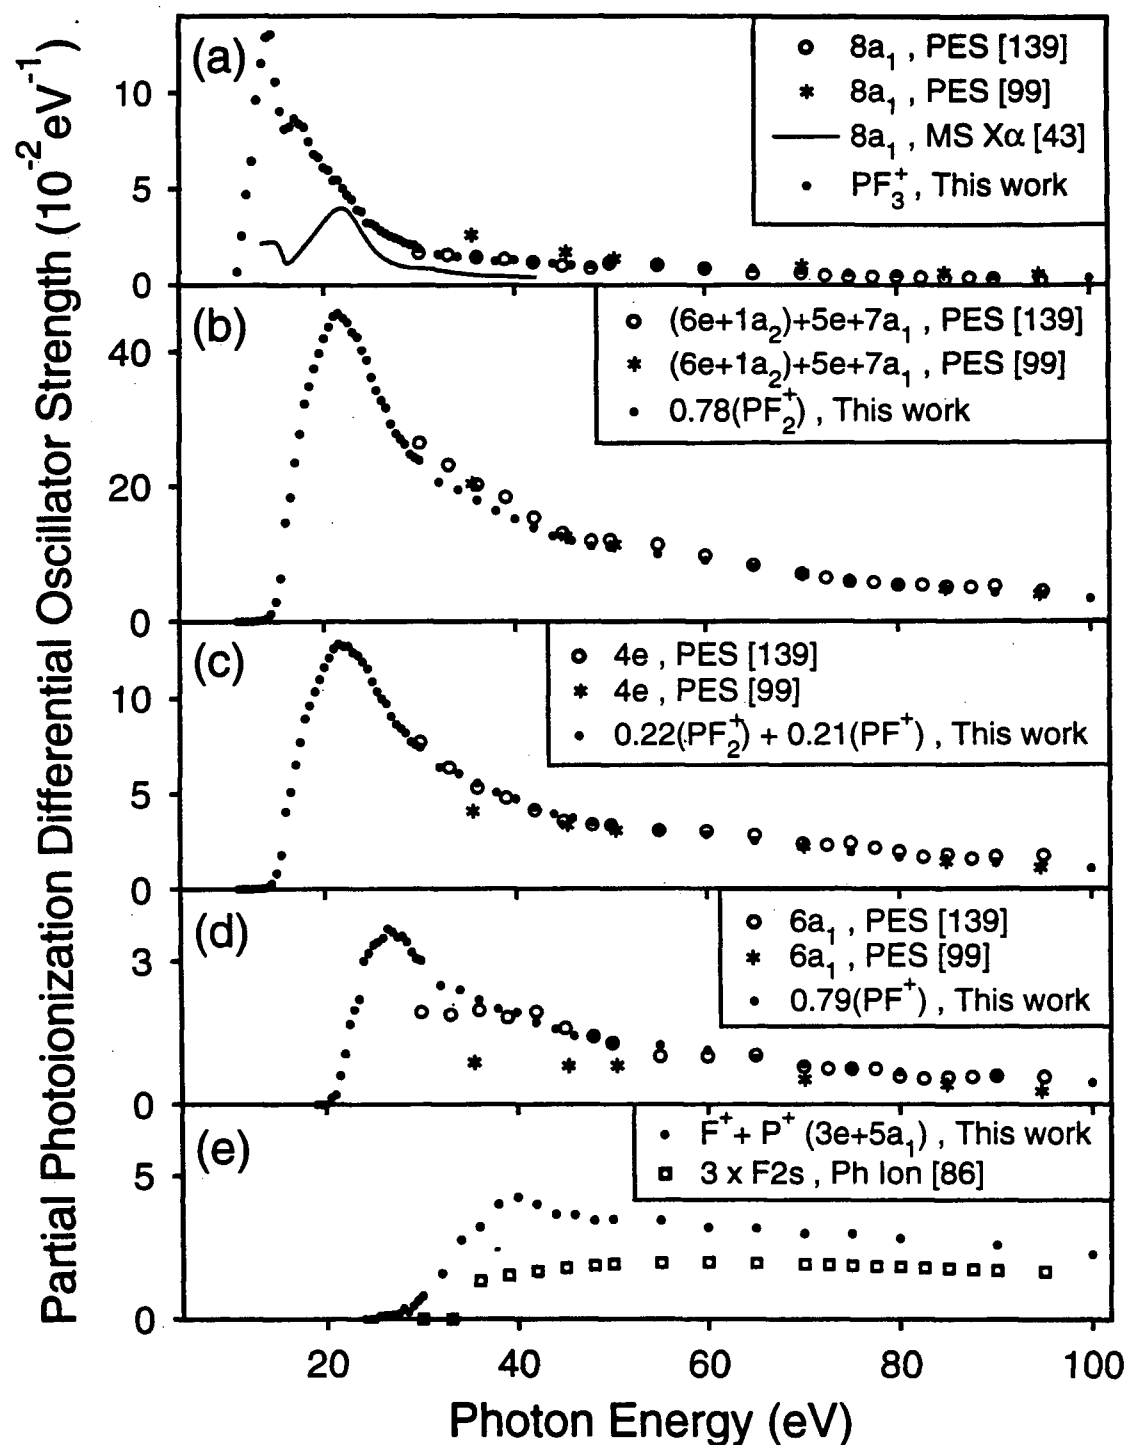 Partial Photoionization Differential Oscillator Strength (10⁻² eV⁻¹)
(a)
8a₁ , PES [139]
8a₁ , PES [99]
8a₁ , MS Xα [43]
PF₃⁺ , This work
10
5
0
(b)
(6e+1a₂)+5e+7a₁ , PES [139]
(6e+1a₂)+5e+7a₁ , PES [99]
0.78(PF₂⁺) , This work
40
20
0
(c)
4e , PES [139]
4e , PES [99]
0.22(PF₂⁺) + 0.21(PF⁺) , This work
10
5
0
(d)
6a₁ , PES [139]
6a₁ , PES [99]
0.79(PF⁺) , This work
3
0
(e)
F⁺+ P⁺ (3e+5a₁) , This work
3 x F2s , Ph Ion [86]
5
0
20 40 60 80 100
Photon Energy (eV)